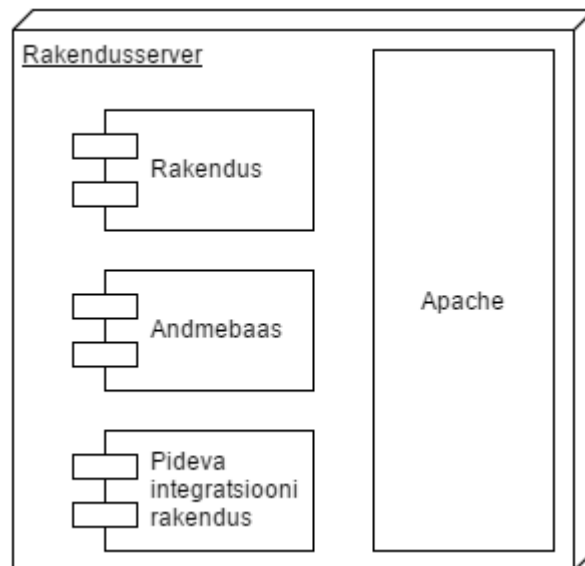 Rakendusserver
Rakendus
Andmebaas
Pideva
integratsiooni
rakendus
Apache